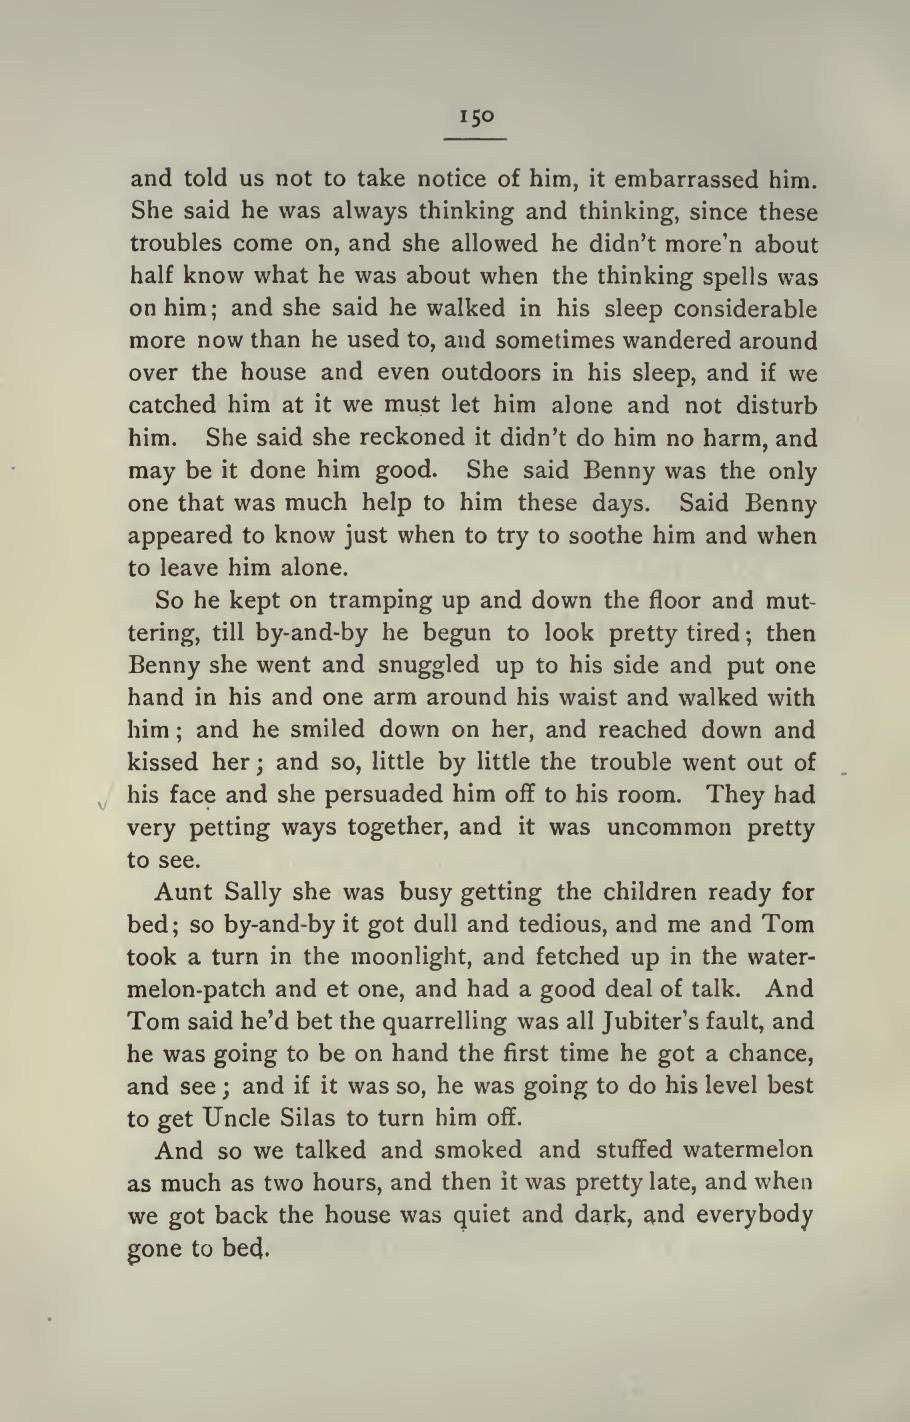 150
and told us not to take notice of him, it embarrassed him.
She said he was always thinking and thinking, since these
troubles come on, and she allowed he didn't more'n about
half know what he was about when the thinking spells was
on him; and she said he walked in his sleep considerable
more now than he used to, and sometimes wandered around
over the house and even outdoors in his sleep, and if we
catched him at it we must let him alone and not disturb
him. She said she reckoned it didn't do him no harm, and
may be it done him good. She said Benny was the only
one that was much help to him these days. Said Benny
appeared to know just when to try to soothe him and when
to leave him alone.
So he kept on tramping up and down the floor and mut-
tering, till by-and-by he begun to look pretty tired; then
Benny she went and snuggled up to his side and put one
hand in his and one arm around his waist and walked with
him; and he smiled down on her, and reached down and
kissed her; and so, little by little the trouble went out of
his face and she persuaded him off to his room. They had
very petting ways together, and it was uncommon pretty
to see.
Aunt Sally she was busy getting the children ready for
bed; so by-and-by it got dull and tedious, and me and Tom
took a turn in the moonlight, and fetched up in the water-
melon-patch and et one, and had a good deal of talk. And
Tom said he'd bet the quarrelling was all Jubiter's fault, and
he was going to be on hand the first time he got a chance,
and see; and if it was so, he was going to do his level best
to get Uncle Silas to turn him off.
And so we talked and smoked and stuffed watermelon
as much as two hours, and then it was pretty late, and when
we got back the house was quiet and dark, and everybody
gone to bed.